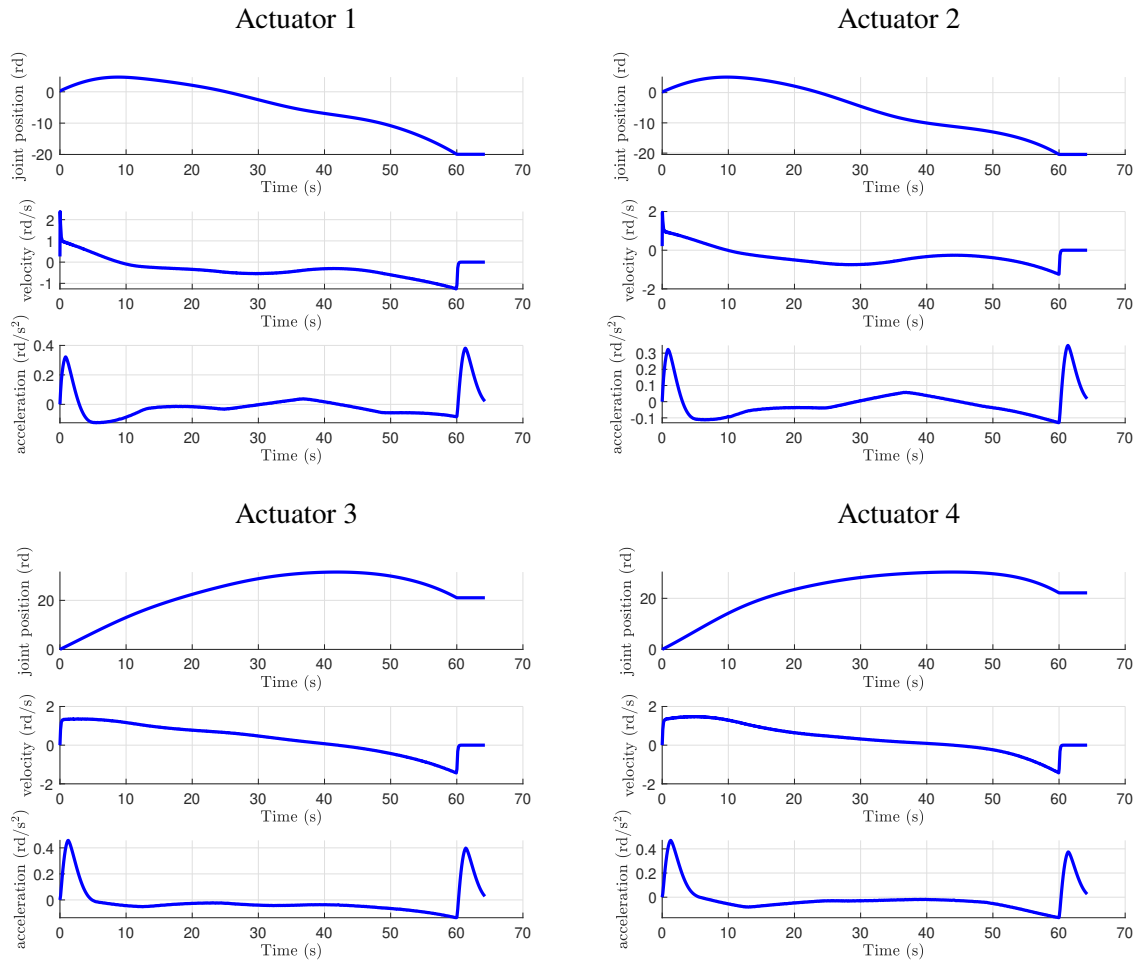 Actuator 1
joint position (rd)
0
-10
-20
0 10 20 30 40 50 60 70
Time (s)
velocity (rd/s)
2
1
0
-1
0 10 20 30 40 50 60 70
Time (s)
acceleration (rd/s²)
0.4
0.2
0
0 10 20 30 40 50 60 70
Time (s)
Actuator 2
joint position (rd)
0
-10
-20
0 10 20 30 40 50 60 70
Time (s)
velocity (rd/s)
2
0
-2
0 10 20 30 40 50 60 70
Time (s)
acceleration (rd/s²)
0.3
0.2
0.1
0
-0.1
0 10 20 30 40 50 60 70
Time (s)
Actuator 3
joint position (rd)
20
0
0 10 20 30 40 50 60 70
Time (s)
velocity (rd/s)
2
0
-2
0 10 20 30 40 50 60 70
Time (s)
acceleration (rd/s²)
0.4
0.2
0
0 10 20 30 40 50 60 70
Time (s)
Actuator 4
joint position (rd)
20
0
0 10 20 30 40 50 60 70
Time (s)
velocity (rd/s)
2
0
-2
0 10 20 30 40 50 60 70
Time (s)
acceleration (rd/s²)
0.4
0.2
0
0 10 20 30 40 50 60 70
Time (s)